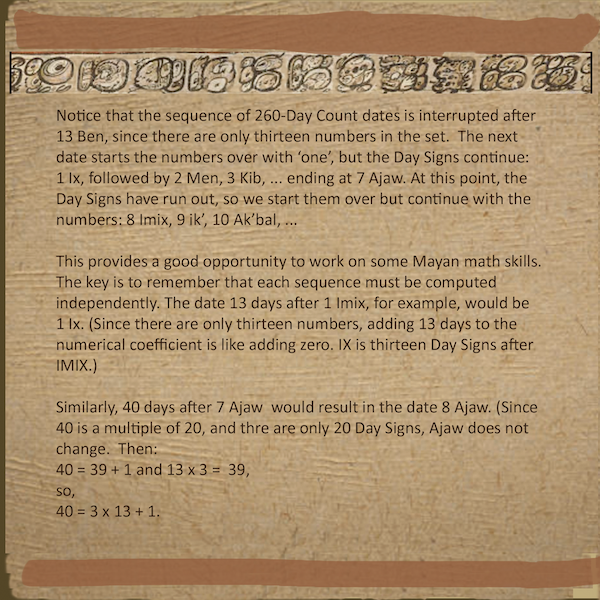 Notice that the sequence of 260-Day Count dates is interrupted after
13 Ben, since there are only thirteen numbers in the set.  The next
date starts the numbers over with ‘one’, but the Day Signs continue:
1 Ix, followed by 2 Men, 3 Kib, ... ending at 7 Ajaw. At this point, the
Day Signs have run out, so we start them over but continue with the
numbers: 8 Imix, 9 ik’, 10 Ak’bal, ...
This provides a good opportunity to work on some Mayan math skills.
The key is to remember that each sequence must be computed
independently. The date 13 days after 1 Imix, for example, would be
1 Ix. (Since there are only thirteen numbers, adding 13 days to the
numerical coefficient is like adding zero. IX is thirteen Day Signs after
IMIX.)
Similarly, 40 days after 7 Ajaw  would result in the date 8 Ajaw. (Since
40 is a multiple of 20, and thre are only 20 Day Signs, Ajaw does not
change.  Then:
40 = 39 + 1 and 13 x 3 =  39,
so,
40 = 3 x 13 + 1.